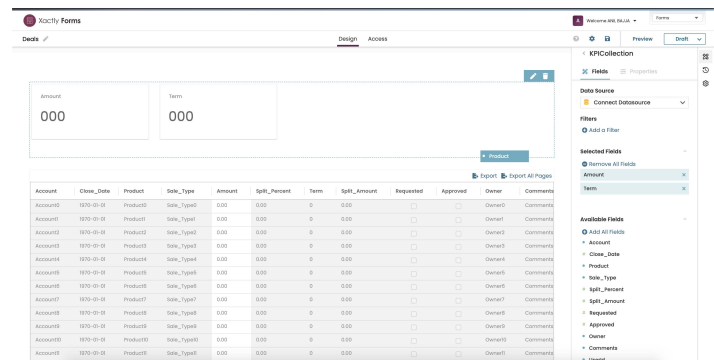 Xactly Forms
A Welcome ANIL BAJJA Forms
Deals Design Access Preview Draft
KPICollection
Fields Properties
Data Source
Connect Datasource
Filters
Add a Filter
Selected Fields
Remove All Fields
Amount
Term
Available Fields
Add All Fields
Account
Close_Date
Product
Sale_Type
Split_Percent
Split_Amount
Requested
Approved
Owner
Comments
Amount Term
000 000
Product
Export Export All Pages
Account Close_Date Product Sale_Type Amount Split_Percent Term Split_Amount Requested Approved Owner Comments
Account0 1970-01-01 Product0 Sale_Type0 0.00 0.00 0 0.00 Owner0 Comments
Account1 1970-01-01 Product1 Sale_Type1 0.00 0.00 0 0.00 Owner1 Comments
Account2 1970-01-01 Product2 Sale_Type2 0.00 0.00 0 0.00 Owner2 Comments
Account3 1970-01-01 Product3 Sale_Type3 0.00 0.00 0 0.00 Owner3 Comments
Account4 1970-01-01 Product4 Sale_Type4 0.00 0.00 0 0.00 Owner4 Comments
Account5 1970-01-01 Product5 Sale_Type5 0.00 0.00 0 0.00 Owner5 Comments
Account6 1970-01-01 Product6 Sale_Type6 0.00 0.00 0 0.00 Owner6 Comments
Account7 1970-01-01 Product7 Sale_Type7 0.00 0.00 0 0.00 Owner7 Comments
Account8 1970-01-01 Product8 Sale_Type8 0.00 0.00 0 0.00 Owner8 Comments
Account9 1970-01-01 Product9 Sale_Type9 0.00 0.00 0 0.00 Owner9 Comments
Account10 1970-01-01 Product10 Sale_Type10 0.00 0.00 0 0.00 Owner10 Comments
Account11 1970-01-01 Product11 Sale_Type11 0.00 0.00 0 0.00 Owner11 Comments